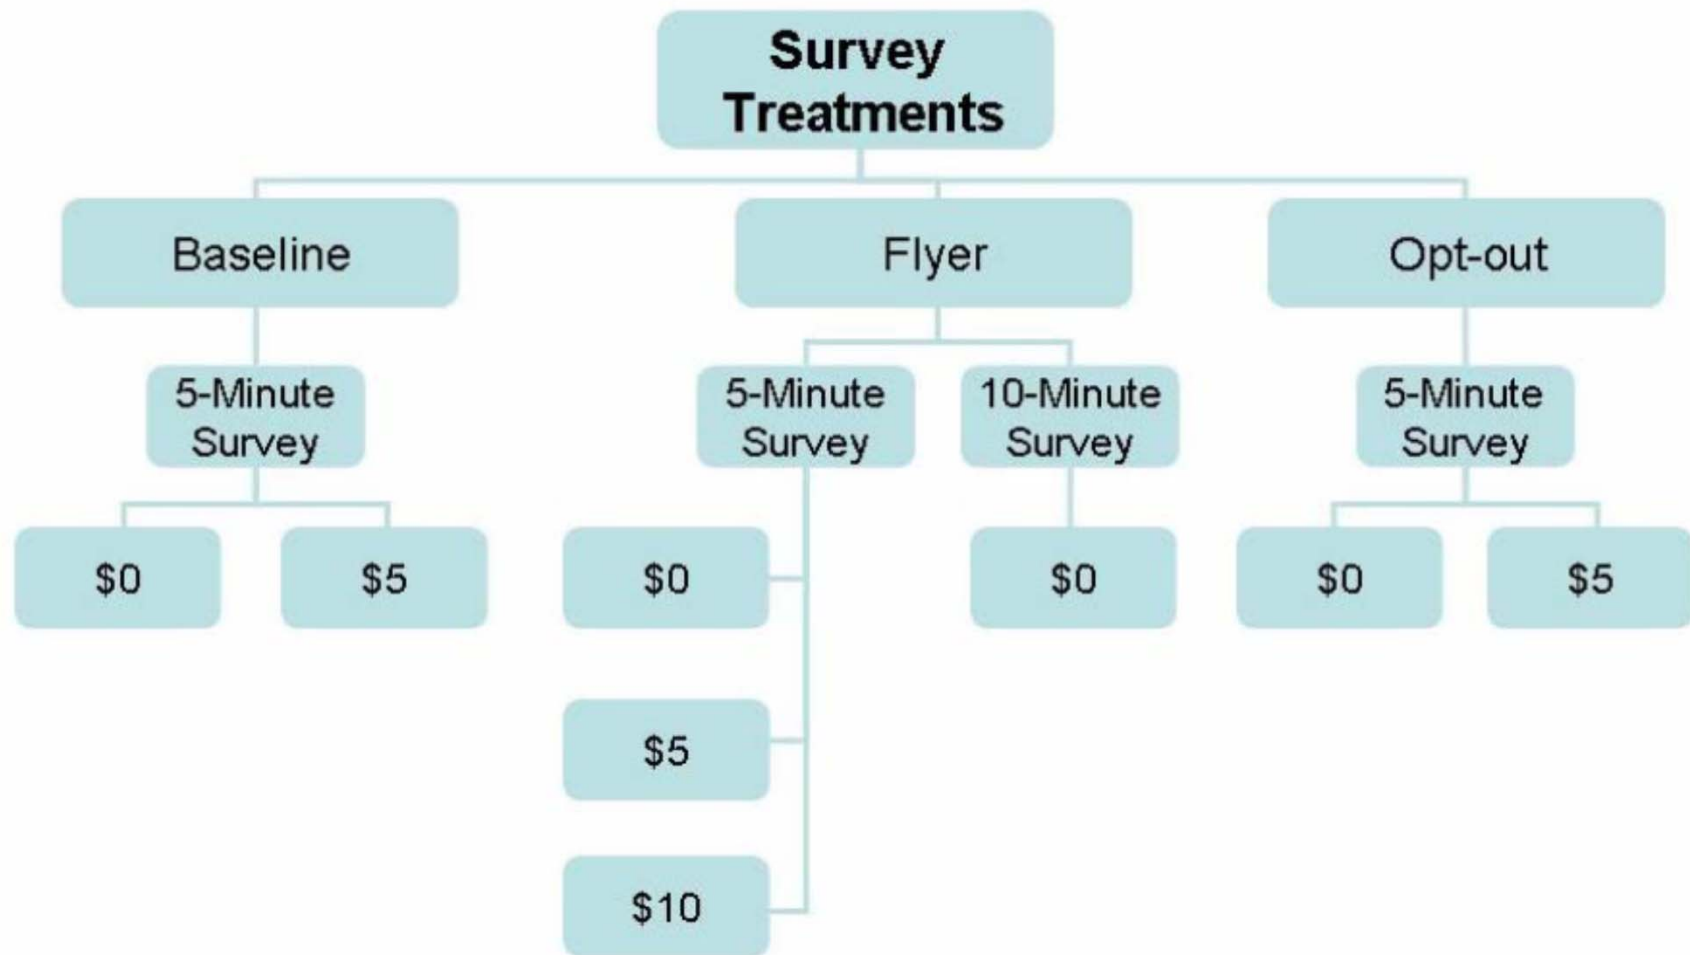 Survey
Treatments
Baseline
Flyer
Opt-out
5-Minute
Survey
5-Minute
Survey
10-Minute
Survey
5-Minute
Survey
$0
$5
$0
$0
$0
$5
$5
$10